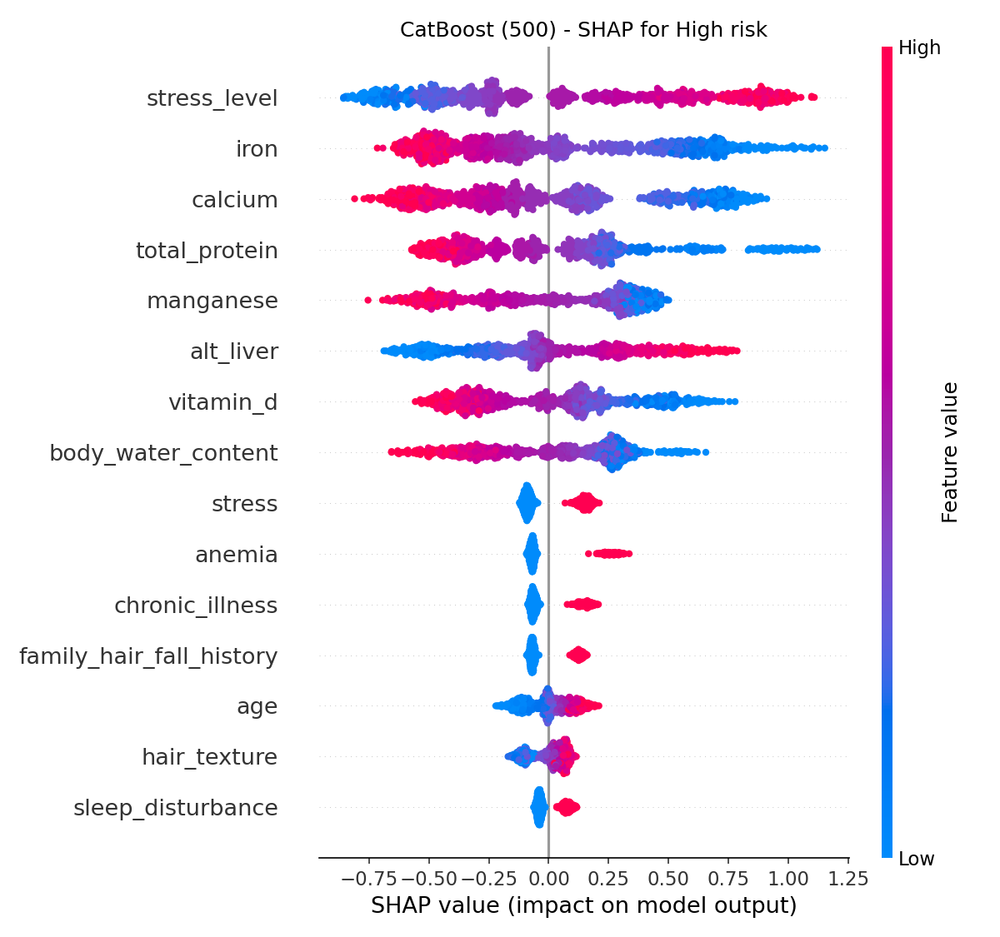 CatBoost (500) - SHAP for High risk
High
stress_level
iron
calcium
total_protein
manganese
alt_liver
vitamin_d
body_water_content
stress
anemia
chronic_illness
family_hair_fall_history
age
hair_texture
sleep_disturbance
Feature value
Low
−0.75 −0.50 −0.25 0.00 0.25 0.50 0.75 1.00 1.25
SHAP value (impact on model output)